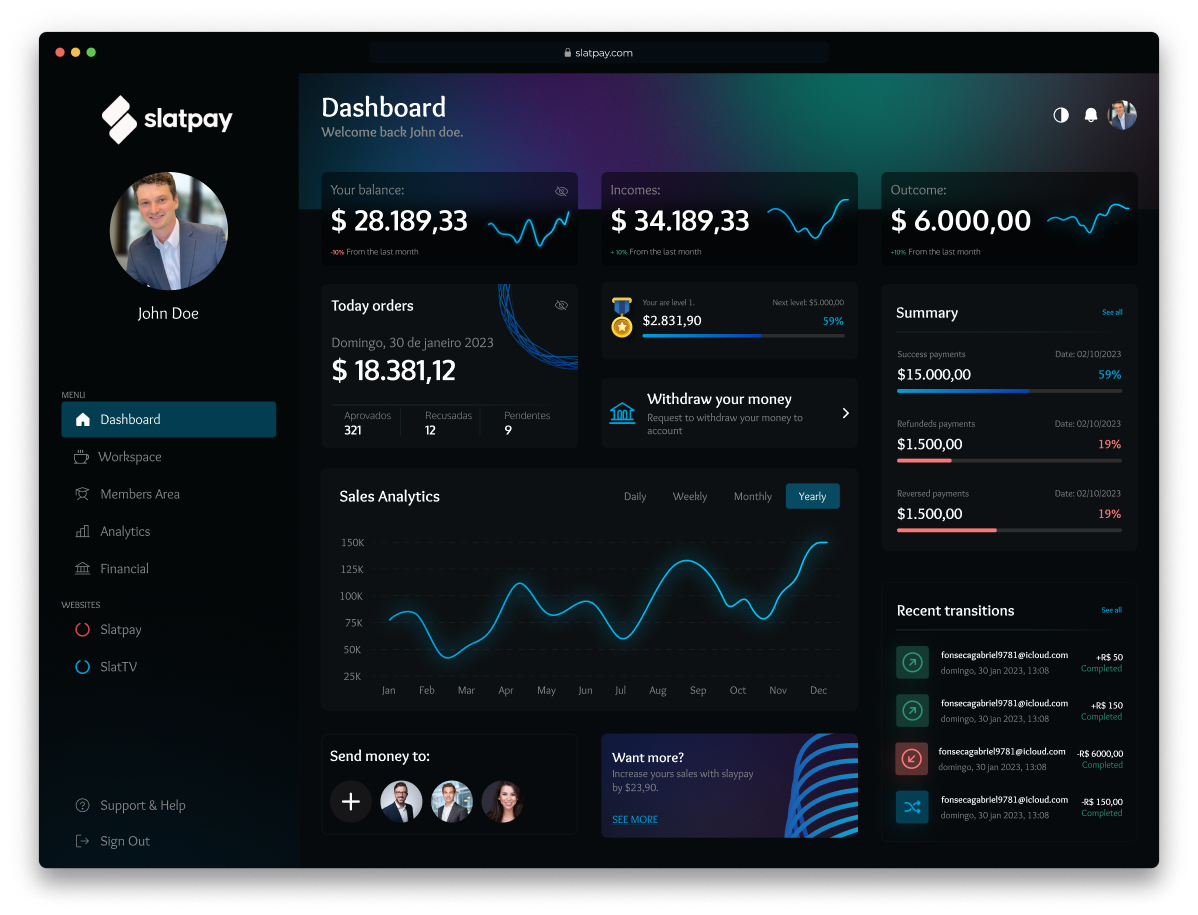 slatpay.com
slatpay
John Doe
MENU
Dashboard
Workspace
Members Area
Analytics
Financial
WEBSITES
Slatpay
SlatTV
Support & Help
Sign Out
Dashboard
Welcome back John doe.
Your balance:
$ 28.189,33
-10% From the last month
Incomes:
$ 34.189,33
+ 10% From the last month
Outcome:
$ 6.000,00
+10% From the last month
Today orders
Domingo, 30 de janeiro 2023
$ 18.381,12
Aprovados Recusadas Pendentes
321 12 9
Your are level 1. Next level: $5.000,00
$2.831,90 59%
Withdraw your money
Request to withdraw your money to
account
Summary See all
Success payments Date: 02/10/2023
$15.000,00 59%
Refundeds payments Date: 02/10/2023
$1.500,00 19%
Reversed payments Date: 02/10/2023
$1.500,00 19%
Sales Analytics Daily Weekly Monthly Yearly
150K
125K
100K
75K
50K
25K
Jan Feb Mar Apr May Jun Jul Aug Sep Oct Nov Dec
Recent transitions See all
fonsecagabriel9781@icloud.com +R$ 50
domingo, 30 jan 2023, 13:08 Completed
fonsecagabriel9781@icloud.com +R$ 150
domingo, 30 jan 2023, 13:08 Completed
fonsecagabriel9781@icloud.com -R$ 6000,00
domingo, 30 jan 2023, 13:08 Completed
fonsecagabriel9781@icloud.com -R$ 150,00
domingo, 30 jan 2023, 13:08 Completed
Send money to:
Want more?
Increase yours sales with slaypay
by $23,90.
SEE MORE